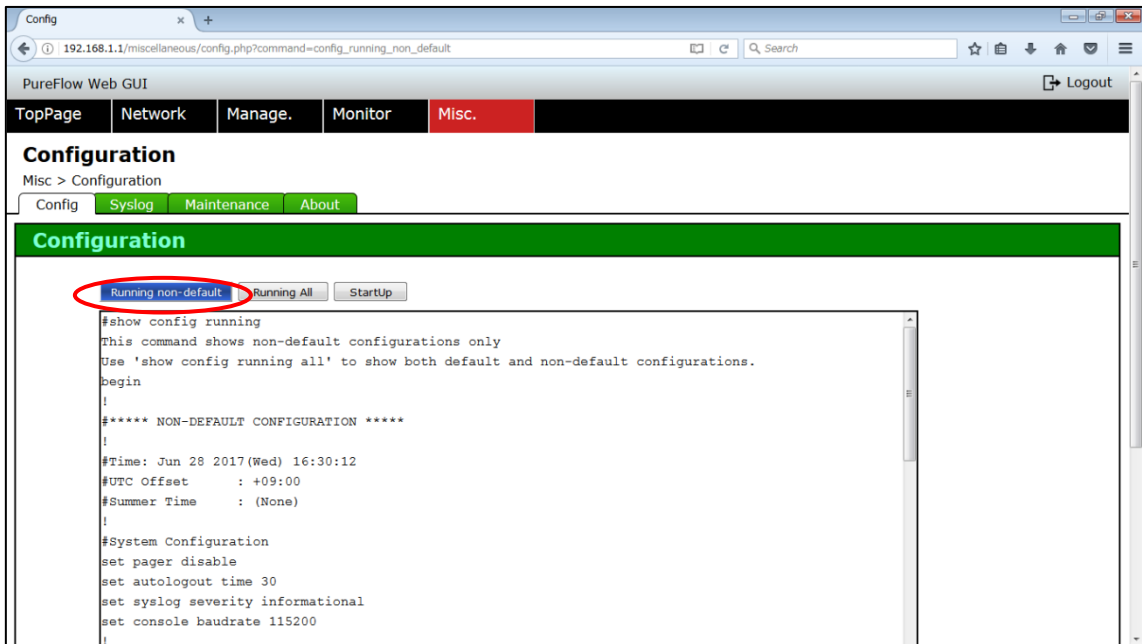 Config
192.168.1.1/miscellaneous/config.php?command=config_running_non_default
Search
PureFlow Web GUI
Logout
TopPage Network Manage. Monitor Misc.
Configuration
Misc > Configuration
Config Syslog Maintenance About
Configuration
Running non-default Running All StartUp
#show config running
This command shows non-default configurations only
Use 'show config running all' to show both default and non-default configurations.
begin
!
#***** NON-DEFAULT CONFIGURATION *****
!
#Time: Jun 28 2017(Wed) 16:30:12
#UTC Offset : +09:00
#Summer Time : (None)
!
#System Configuration
set pager disable
set autologout time 30
set syslog severity informational
set console baudrate 115200
!